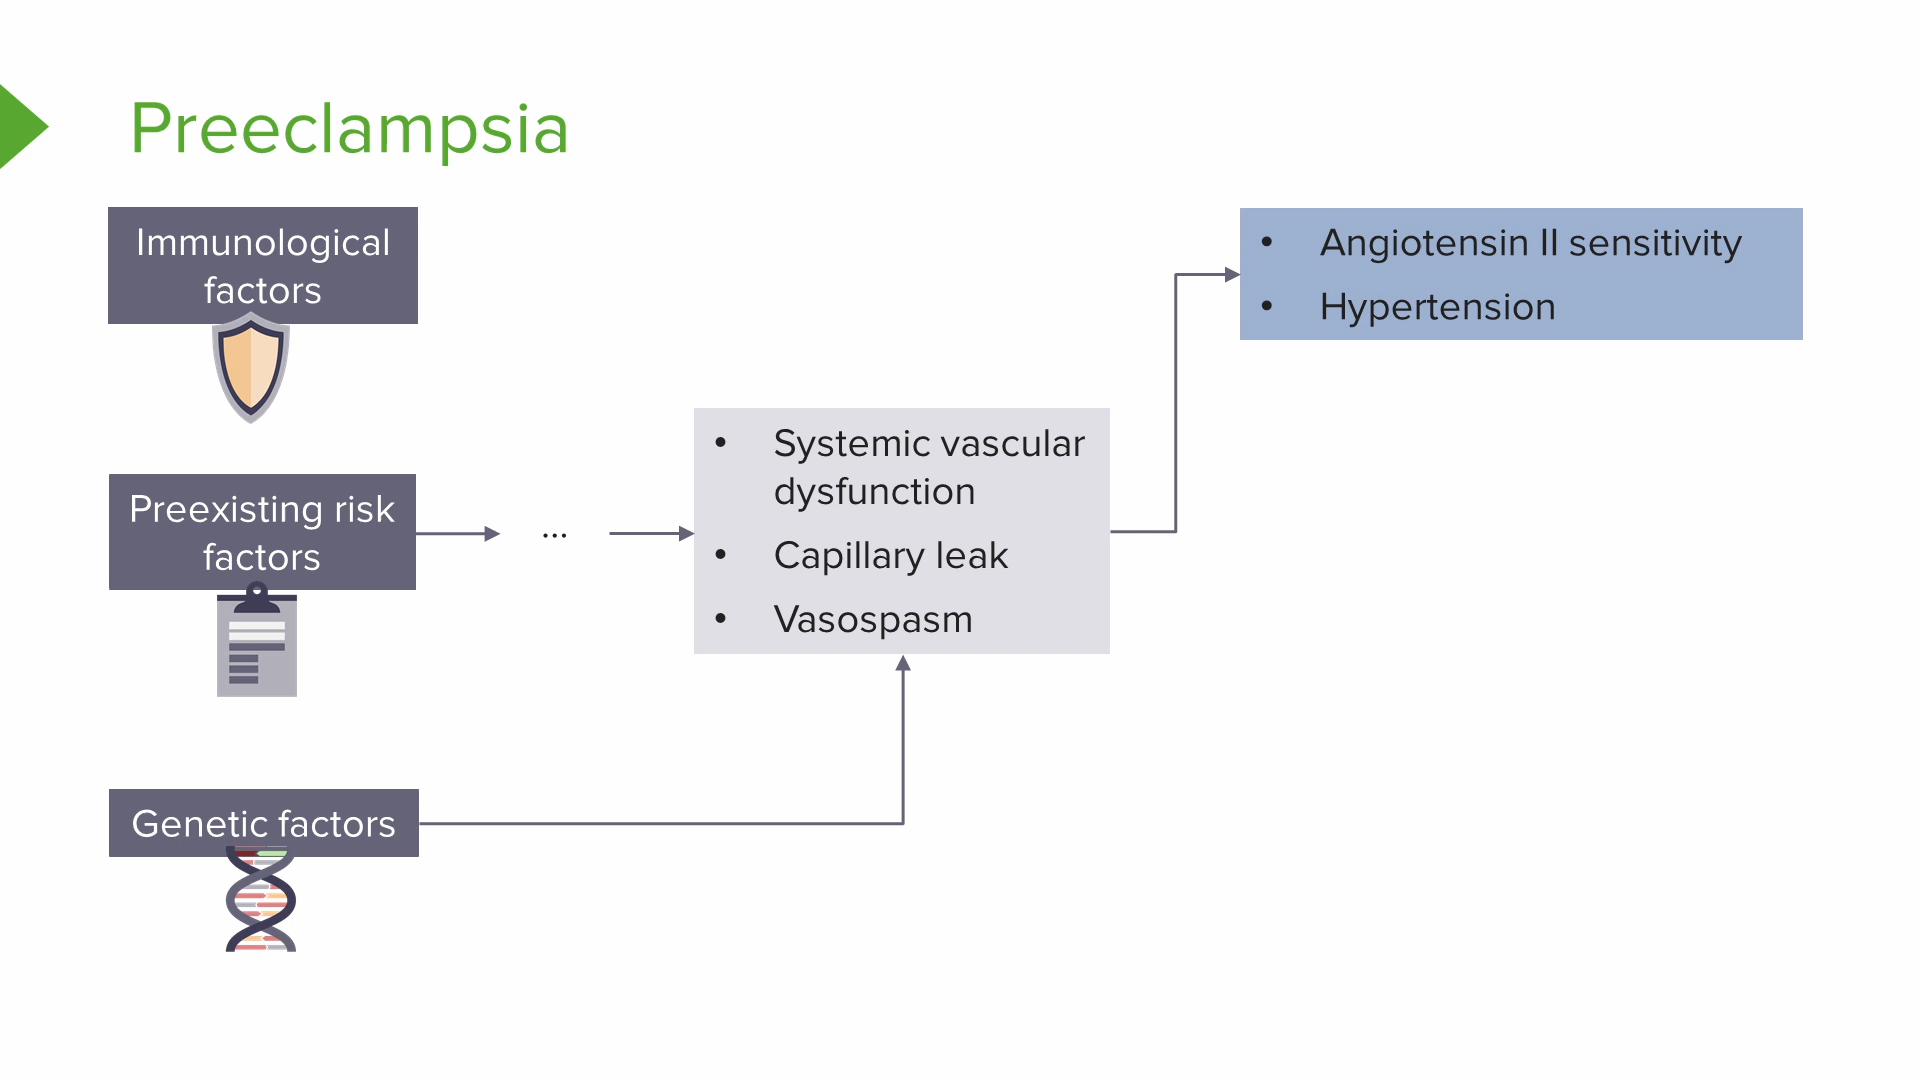 Preeclampsia
Immunological
factors
Preexisting risk
factors
Genetic factors
...
• Systemic vascular
dysfunction
• Capillary leak
• Vasospasm
• Angiotensin II sensitivity
• Hypertension